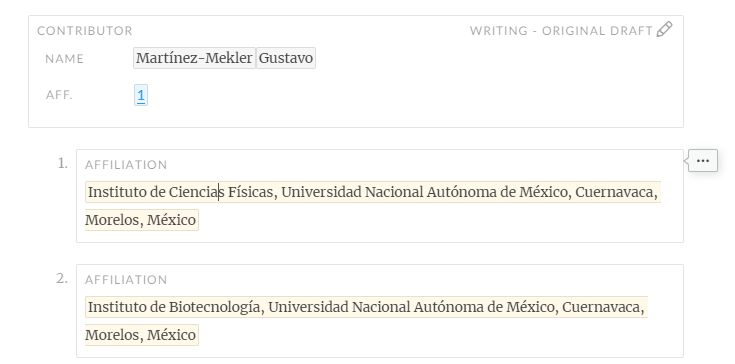 CONTRIBUTOR WRITING - ORIGINAL DRAFT
NAME Martínez-Mekler Gustavo
AFF. 1
1. AFFILIATION
Instituto de Ciencias Físicas, Universidad Nacional Autónoma de México, Cuernavaca,
Morelos, México
2. AFFILIATION
Instituto de Biotecnología, Universidad Nacional Autónoma de México, Cuernavaca,
Morelos, México